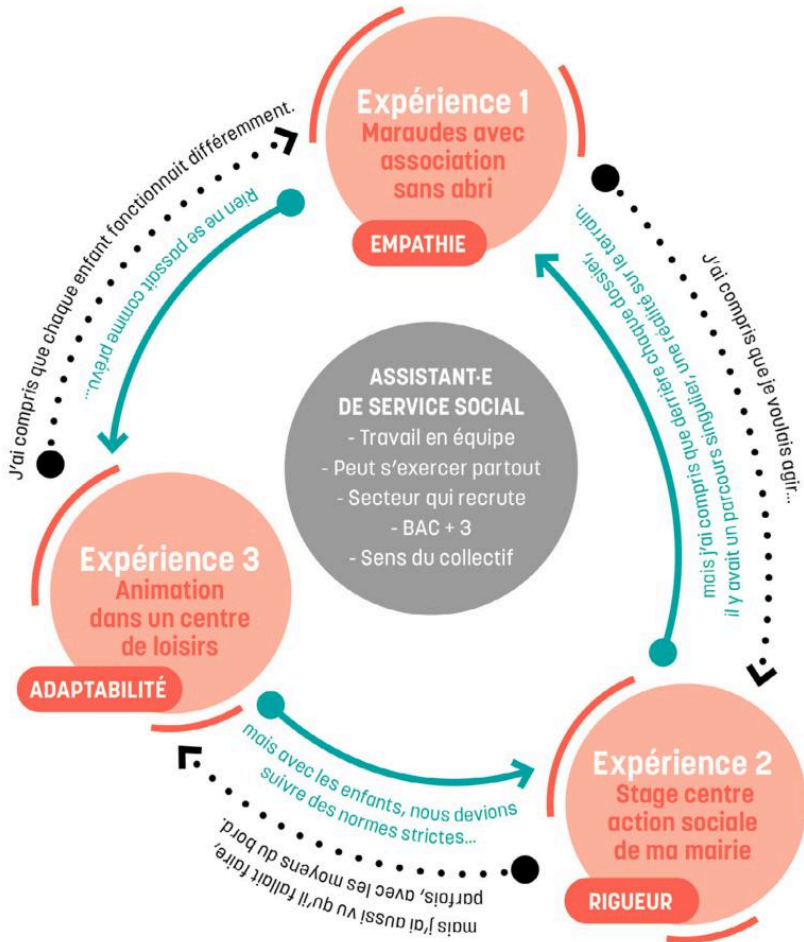 Expérience 1
Maraudes avec
association
sans abri
EMPATHIE
J'ai compris que je voulais agir...
mais j'ai compris que derrière chaque dossier,
il y avait un parcours singulier, une réalité sur le terrain.
ASSISTANT·E
DE SERVICE SOCIAL
- Travail en équipe
- Peut s'exercer partout
- Secteur qui recrute
- BAC + 3
- Sens du collectif
Expérience 2
Stage centre
action sociale
de ma mairie
RIGUEUR
mais j'ai aussi vu qu'il fallait faire,
parfois, avec les moyens du bord.
mais avec les enfants, nous devions
suivre des normes strictes...
Expérience 3
Animation
dans un centre
de loisirs
ADAPTABILITÉ
J'ai compris que chaque enfant fonctionnait différemment.
Rien ne se passait comme prévu...